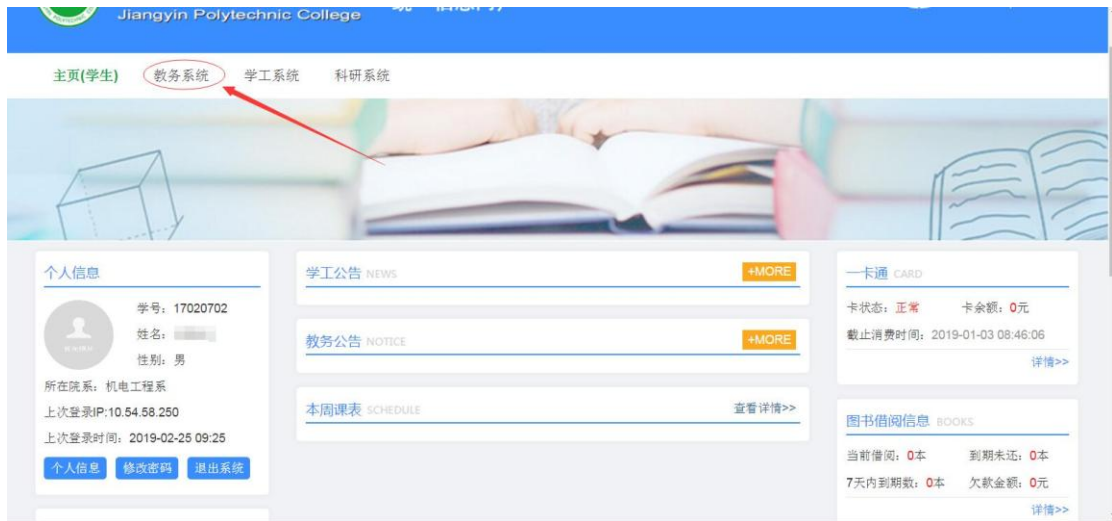 Jiangyin Polytechnic College
主页(学生) 教务系统 学工系统 科研系统
个人信息
学号：17020702
姓名：
性别：男
所在院系：机电工程系
上次登录IP:10.54.58.250
上次登录时间：2019-02-25 09:25
个人信息 修改密码 退出系统
学工公告 NEWS +MORE
教务公告 NOTICE +MORE
本周课表 SCHEDULE 查看详情>>
一卡通 CARD
卡状态：正常 卡余额：0元
截止消费时间：2019-01-03 08:46:06
详情>>
图书借阅信息 BOOKS
当前借阅：0本 到期未还：0本
7天内到期数：0本 欠款金额：0元
详情>>